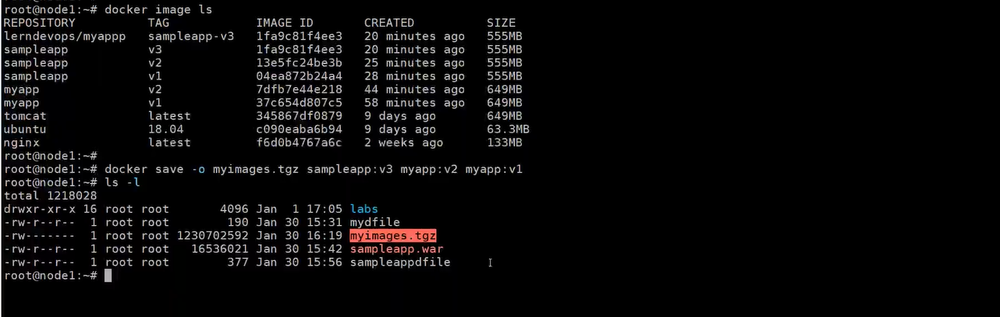 root@node1:~# docker image ls
REPOSITORY TAG IMAGE ID CREATED SIZE
lerndevops/myappp sampleapp-v3 1fa9c81f4ee3 20 minutes ago 555MB
sampleapp v3 1fa9c81f4ee3 20 minutes ago 555MB
sampleapp v2 13e5fc24be3b 25 minutes ago 555MB
sampleapp v1 04ea872b24a4 28 minutes ago 555MB
myapp v2 7dfb7e44e218 44 minutes ago 649MB
myapp v1 37c654d807c5 58 minutes ago 649MB
tomcat latest 345867df0879 9 days ago 649MB
ubuntu 18.04 c090eaba6b94 9 days ago 63.3MB
nginx latest f6d0b4767a6c 2 weeks ago 133MB
root@node1:~#
root@node1:~# docker save -o myimages.tgz sampleapp:v3 myapp:v2 myapp:v1
root@node1:~# ls -l
total 1218028
drwxr-xr-x 16 root root 4096 Jan 1 17:05 labs
-rw-r--r-- 1 root root 190 Jan 30 15:31 mydfile
-rw------- 1 root root 1230702592 Jan 30 16:19 myimages.tgz
-rw-r--r-- 1 root root 16536021 Jan 30 15:42 sampleapp.war
-rw-r--r-- 1 root root 377 Jan 30 15:56 sampleappdfile
root@node1:~#